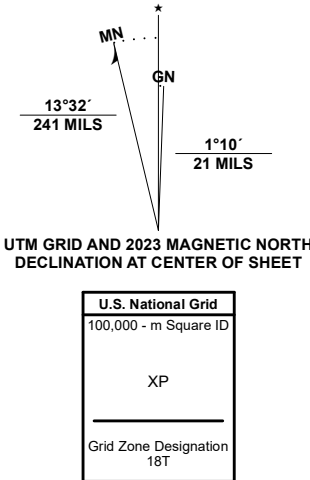 ★
MN
GN
13°32´
241 MILS
1°10´
21 MILS
UTM GRID AND 2023 MAGNETIC NORTH
DECLINATION AT CENTER OF SHEET
U.S. National Grid
100,000 - m Square ID
XP
Grid Zone Designation
18T